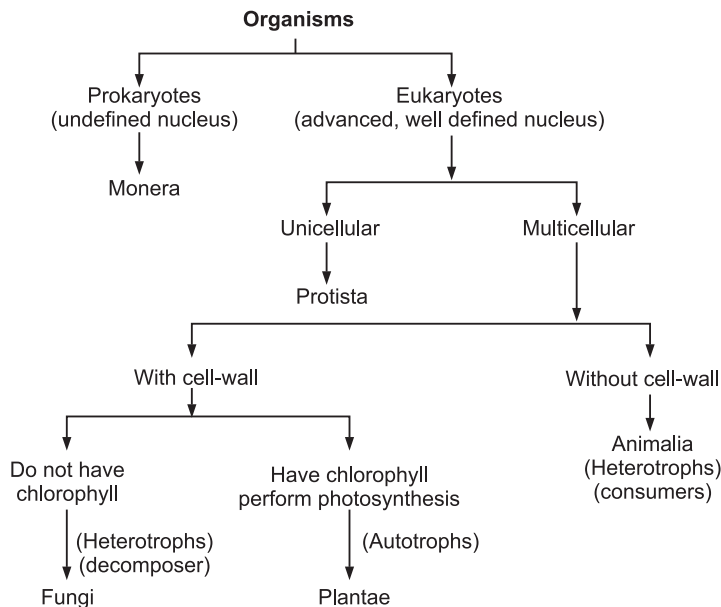 Organisms
Prokaryotes
(undefined nucleus)
Eukaryotes
(advanced, well defined nucleus)
Monera
Unicellular
Multicellular
Protista
With cell-wall
Without cell-wall
Do not have
chlorophyll
Have chlorophyll
perform photosynthesis
Animalia
(Heterotrophs)
(consumers)
(Heterotrophs)
(decomposer)
(Autotrophs)
Fungi
Plantae